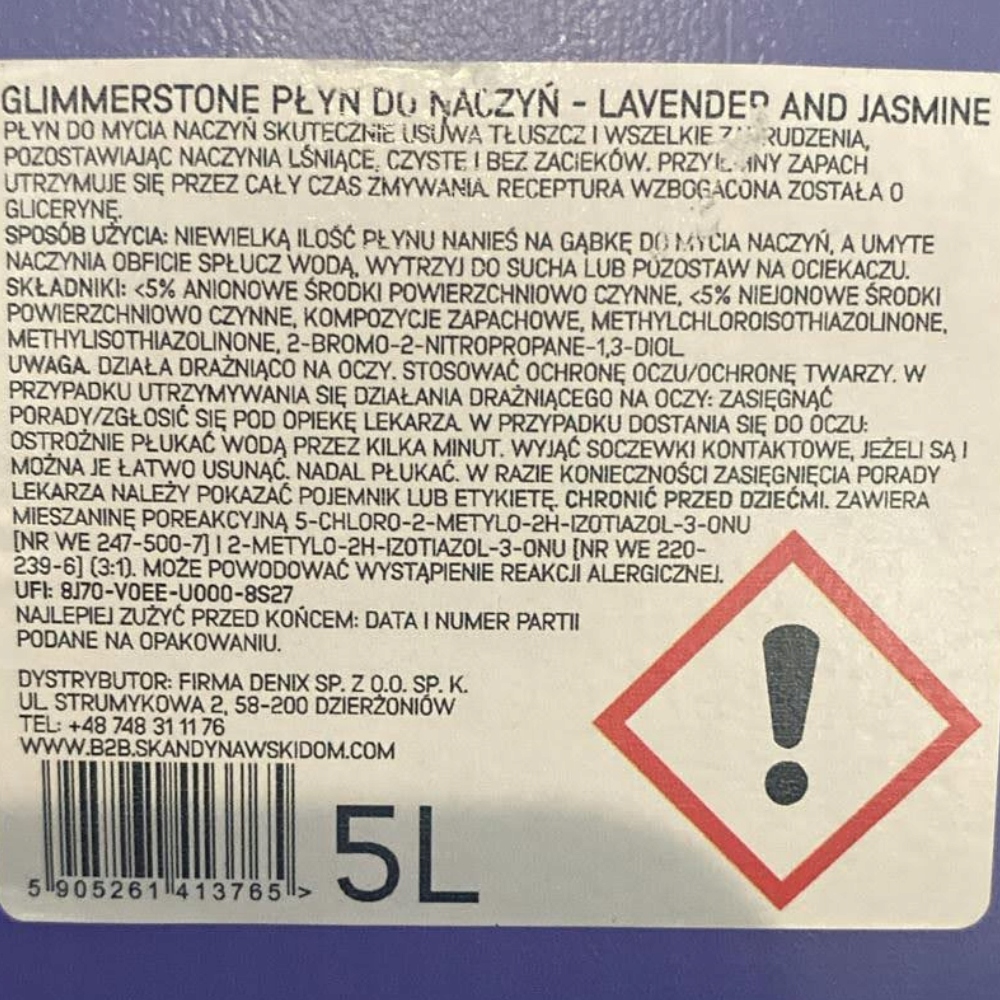 GLIMMERSTONE PŁYN DO NACZYŃ - LAVENDER AND JASMINE
PŁYN DO MYCIA NACZYŃ SKUTECZNIE USUWA TŁUSZCZ I WSZELKIE
POZOSTAWIAJĄC NACZYNIA LŚNIĄCE, CZYSTE I BEZ ZACIEKÓW. ZAPACH
UTRZYMUJE SIĘ PRZEZ CAŁY CZAS ZMYWANIA. RECEPTURA WZBOGACONA ZOSTAŁA O
GLICERYNĘ.
SPOSÓB UŻYCIA: NIEWIELKĄ ILOŚĆ PŁYNU NANIEŚ NA GĄBKĘ DO MYCIA NACZYŃ, A UMYTE
NACZYNIA OBFICIE SPŁUCZ WODĄ, WYTRZYJ DO SUCHA LUB POZOSTAW NA OCIEKACZU.
SKŁADNIKI: <5% ANIONOWE ŚRODKI POWIERZCHNIOWO CZYNNE, <5% NIEJONOWE ŚRODKI
POWIERZCHNIOWO CZYNNE, KOMPOZYCJE ZAPACHOWE, METHYLCHLOROISOTHIAZOLINONE,
METHYLISOTHIAZOLINONE, 2-BROMO-2-NITROPROPANE-1,3-DIOL
UWAGA. DZIAŁA DRAŻNIĄCO NA OCZY. STOSOWAĆ OCHRONĘ OCZU/OCHRONĘ TWARZY. W
PRZYPADKU UTRZYMYWANIA SIĘ DZIAŁANIA DRAŻNIĄCEGO NA OCZY: ZASIĘGNĄĆ
PORADY/ZGŁOSIĆ SIĘ POD OPIEKĘ LEKARZA. W PRZYPADKU DOSTANIA SIĘ DO OCZU:
OSTROŻNIE PŁUKAĆ WODĄ PRZEZ KILKA MINUT. WYJĄĆ SOCZEWKI KONTAKTOWE, JEŻELI SĄ I
MOŻNA JE ŁATWO USUNĄĆ. NADAL PŁUKAĆ. W RAZIE KONIECZNOŚCI ZASIĘGNIĘCIA PORADY
LEKARZA NALEŻY POKAZAĆ POJEMNIK LUB ETYKIETĘ. CHRONIĆ PRZED DZIEĆMI. ZAWIERA
MIESZANINĘ POREAKCYJNĄ 5-CHLORO-2-METYLO-2H-IZOTIAZOL-3-ONU
[NR WE 247-500-7] I 2-METYLO-2H-IZOTIAZOL-3-ONU [NR WE 220-
239-6] (3:1). MOŻE POWODOWAĆ WYSTĄPIENIE REAKCJI ALERGICZNEJ.
UFI: 8J70-V0EE-U000-8S27
NAJLEPIEJ ZUŻYĆ PRZED KOŃCEM: DATA I NUMER PARTII
PODANE NA OPAKOWANIU.
DYSTRYBUTOR: FIRMA DENIX SP. Z O.O. SP. K.
UL. STRUMYKOWA 2, 58-200 DZIERŻONIÓW
TEL: +48 748 31 11 76
WWW.B2B.SKANDYNAWSKIDOM.COM
5 905261 413765 >
5L